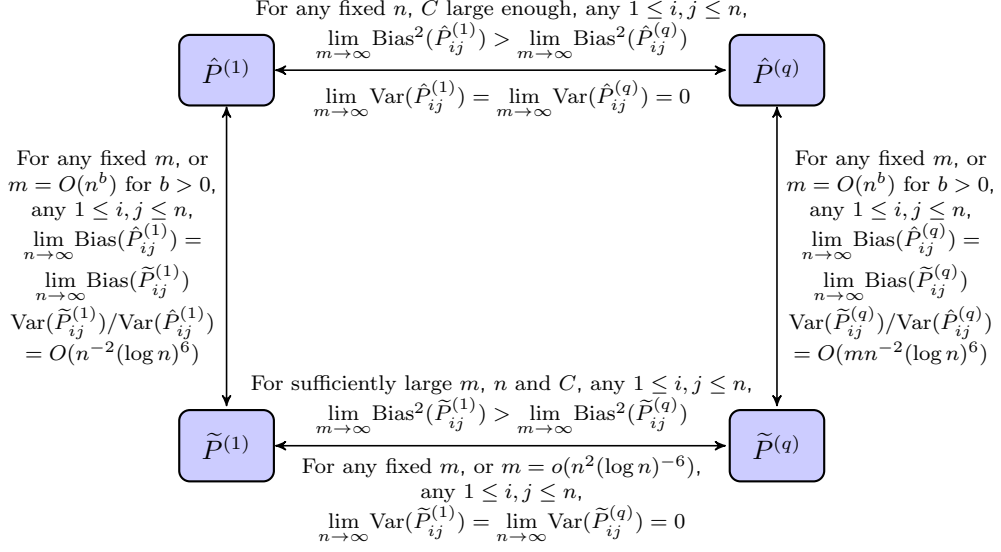 For any fixed n, C large enough, any 1 ≤ i, j ≤ n,
lim_{m→∞} Bias²(P̂_{ij}^{(1)}) > lim_{m→∞} Bias²(P̂_{ij}^{(q)})
P̂^{(1)}
P̂^{(q)}
lim_{m→∞} Var(P̂_{ij}^{(1)}) = lim_{m→∞} Var(P̂_{ij}^{(q)}) = 0
For any fixed m, or
m = O(n^b) for b > 0,
any 1 ≤ i, j ≤ n,
lim_{n→∞} Bias(P̂_{ij}^{(1)}) =
lim_{n→∞} Bias(P̃_{ij}^{(1)})
Var(P̃_{ij}^{(1)})/Var(P̂_{ij}^{(1)})
= O(n^{−2}(log n)^6)
For any fixed m, or
m = O(n^b) for b > 0,
any 1 ≤ i, j ≤ n,
lim_{n→∞} Bias(P̂_{ij}^{(q)}) =
lim_{n→∞} Bias(P̃_{ij}^{(q)})
Var(P̃_{ij}^{(q)})/Var(P̂_{ij}^{(q)})
= O(mn^{−2}(log n)^6)
For sufficiently large m, n and C, any 1 ≤ i, j ≤ n,
lim_{n→∞} Bias²(P̃_{ij}^{(1)}) > lim_{n→∞} Bias²(P̃_{ij}^{(q)})
P̃^{(1)}
P̃^{(q)}
For any fixed m, or m = o(n²(log n)^{−6}),
any 1 ≤ i, j ≤ n,
lim_{n→∞} Var(P̃_{ij}^{(1)}) = lim_{n→∞} Var(P̃_{ij}^{(q)}) = 0